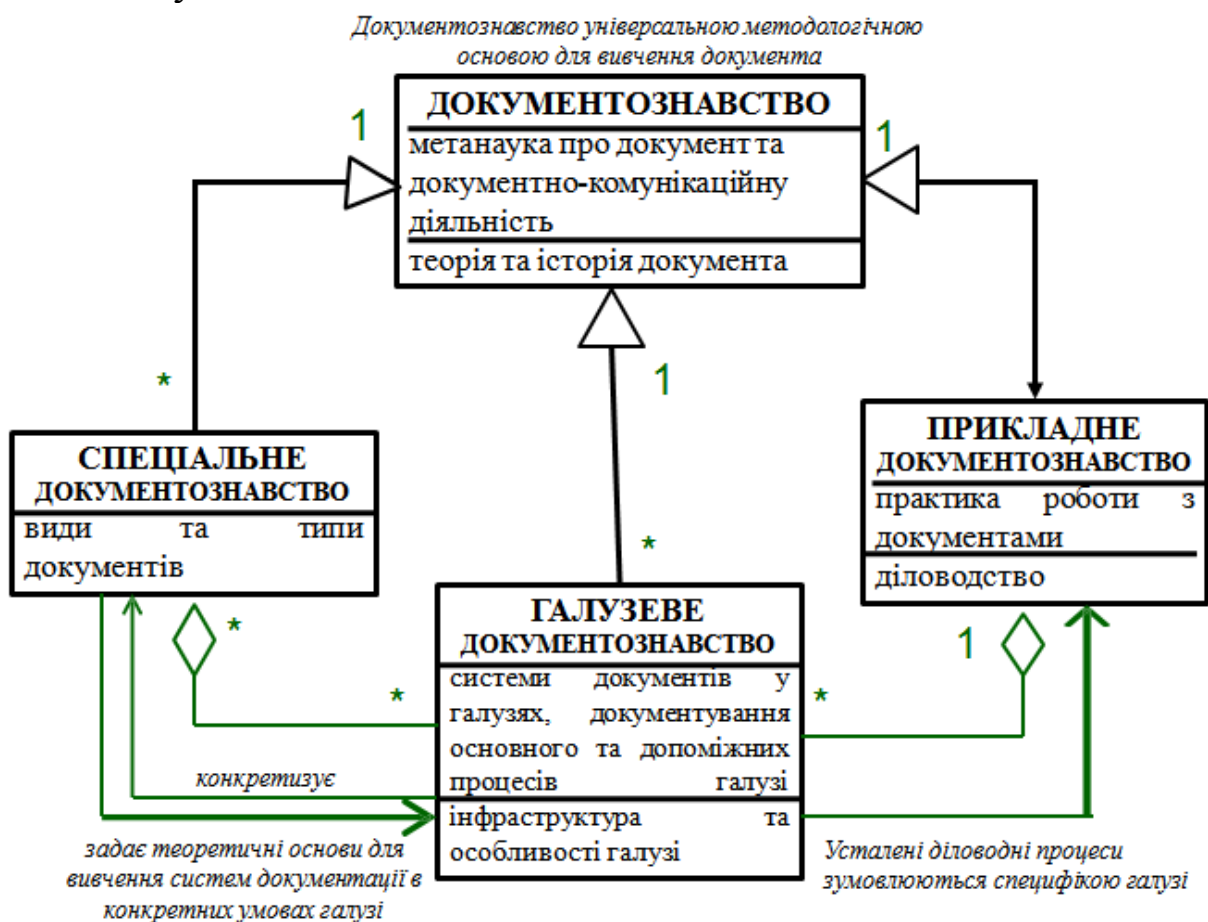 Документознавство універсальною методологічною
основою для вивчення документа
ДОКУМЕНТОЗНАВСТВО
метанаука про документ та
документно-комунікаційну
діяльність
теорія та історія документа
1
1
1
*
*
СПЕЦІАЛЬНЕ
ДОКУМЕНТОЗНАВСТВО
види та типи
документів
ПРИКЛАДНЕ
ДОКУМЕНТОЗНАВСТВО
практика роботи з
документами
діловодство
*
*
ГАЛУЗЕВЕ
ДОКУМЕНТОЗНАВСТВО
системи документів у
галузях, документування
основного та допоміжних
процесів галузі
інфраструктура та
особливості галузі
*
1
конкретизує
задає теоретичні основи для
вивчення систем документації в
конкретних умовах галузі
Усталені діловодні процеси
зумовлюються специфікою галузі